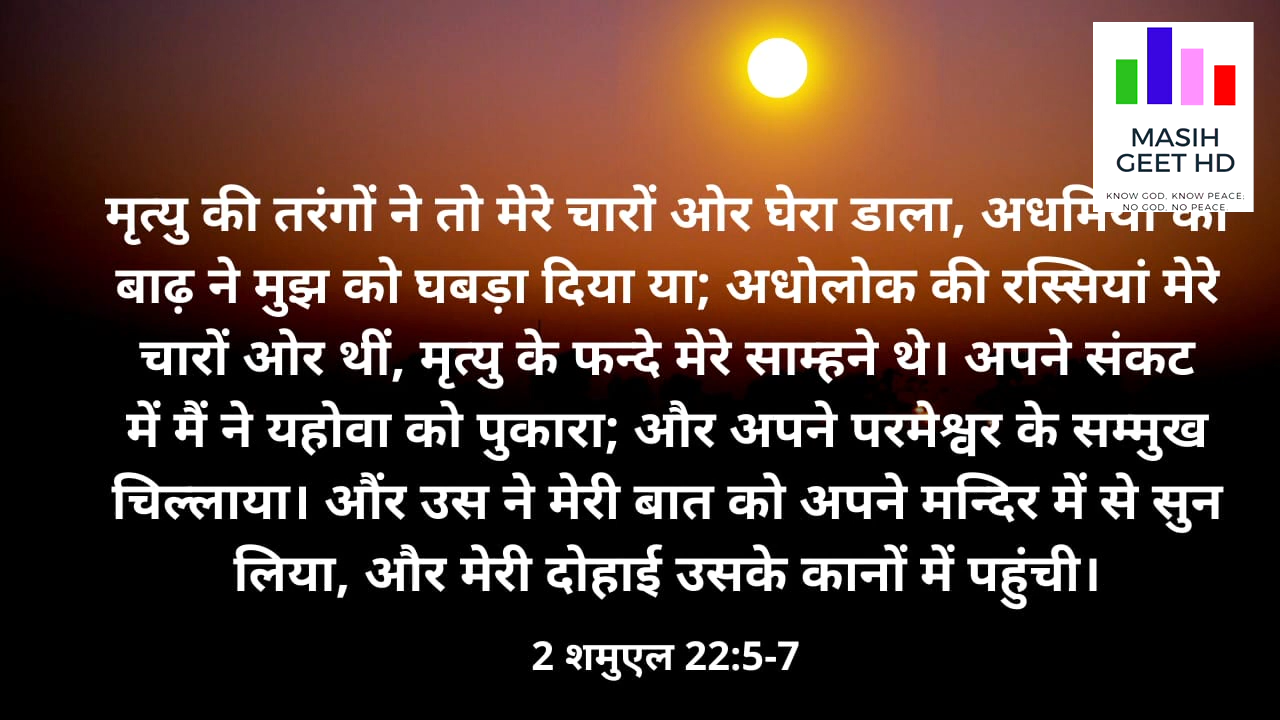 MASIH
GEET HD
KNOW GOD, KNOW PEACE;
NO GOD, NO PEACE.
मृत्यु की तरंगों ने तो मेरे चारों ओर घेरा डाला,
बाढ़ ने मुझ को घबड़ा दिया या; अधोलोक की रस्सियां मेरे
चारों ओर थीं, मृत्यु के फन्दे मेरे साम्हने थे। अपने संकट
में मैं ने यहोवा को पुकारा; और अपने परमेश्वर के सम्मुख
चिल्लाया। औंर उस ने मेरी बात को अपने मन्दिर में से सुन
लिया, और मेरी दोहाई उसके कानों में पहुंची।
2 शमुएल 22:5-7